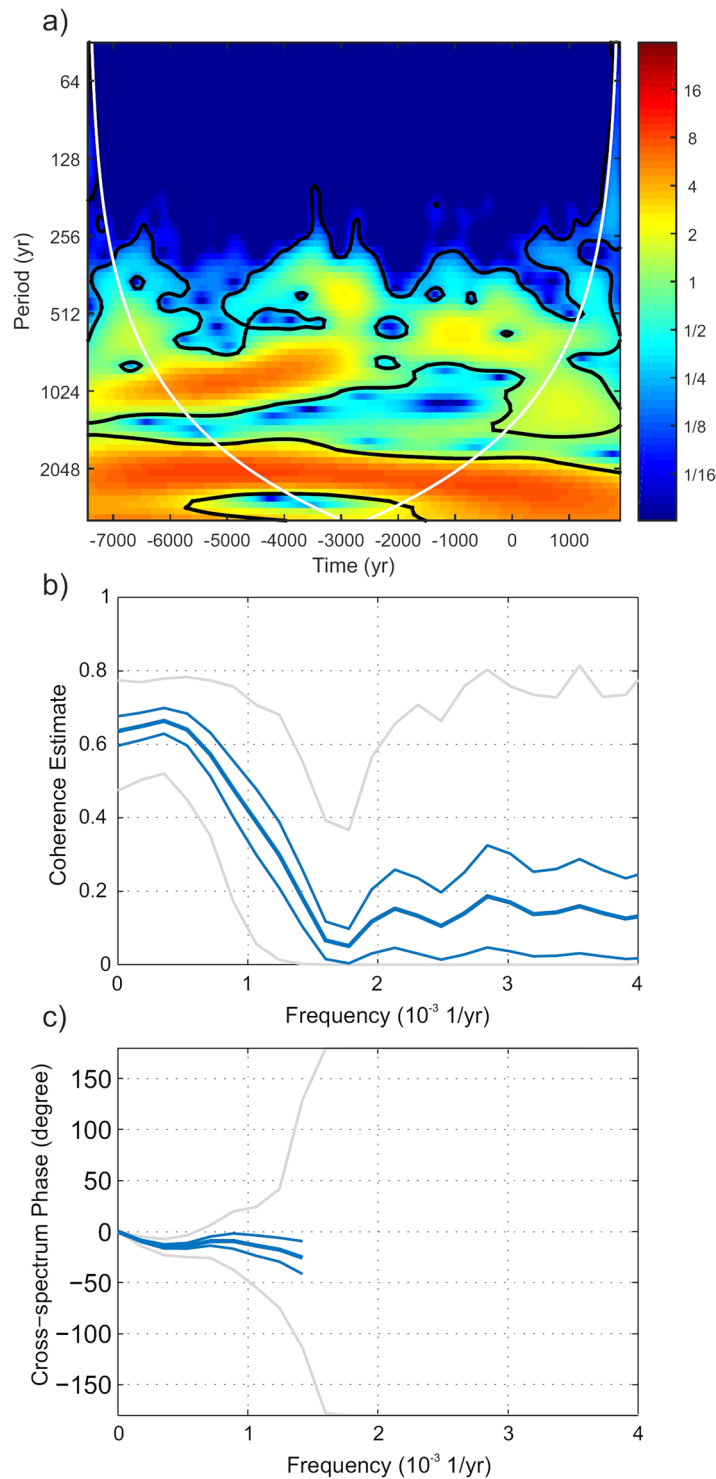 a)
64
128
256
512
1024
2048
Period (yr)
-7000 -6000 -5000 -4000 -3000 -2000 -1000 0 1000
Time (yr)
16
8
4
2
1
1/2
1/4
1/8
1/16
b)
1
0.8
0.6
0.4
0.2
0
Coherence Estimate
0 1 2 3 4
Frequency (10⁻³ 1/yr)
c)
150
100
50
0
−50
−100
−150
Cross−spectrum Phase (degree)
0 1 2 3 4
Frequency (10⁻³ 1/yr)